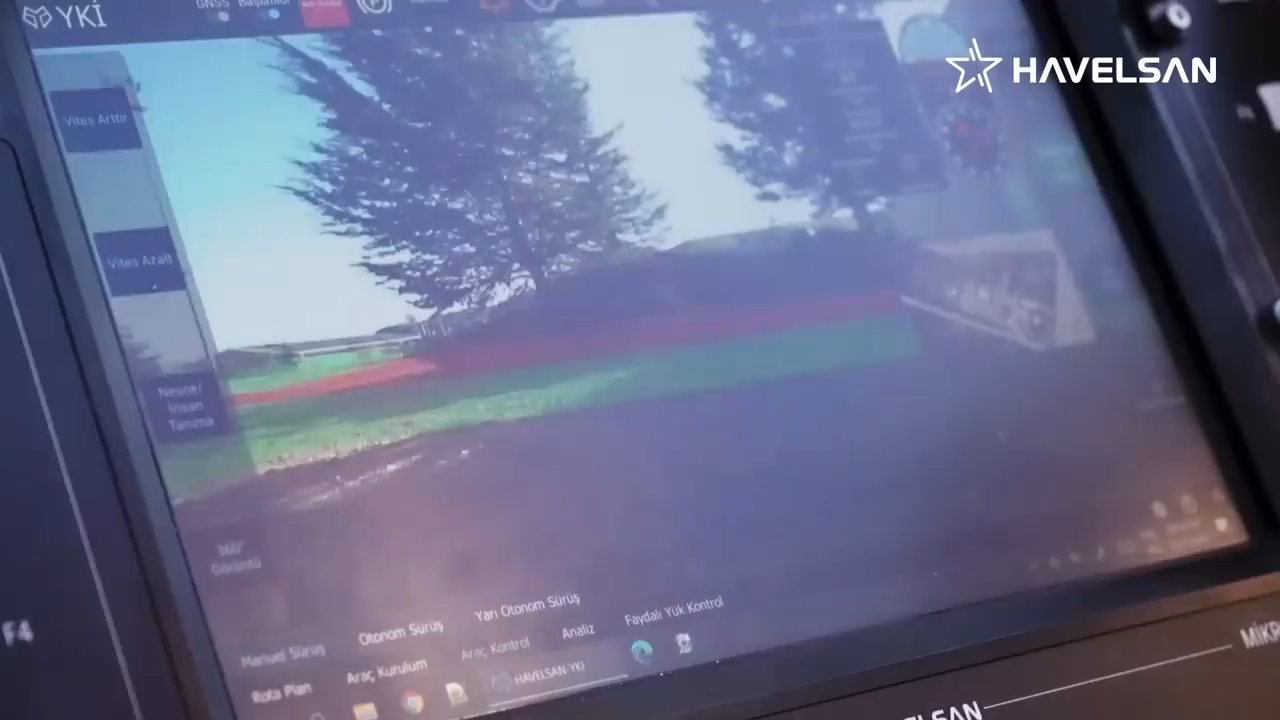 YKİ
GNSS
Başlatıldı
HAVELSAN
Vites Arttır
Vites Azalt
Nesne/
İnsan
Tanıma
360°
Görüntü
Manuel Sürüş
Otonom Sürüş
Yarı Otonom Sürüş
Rota Plan
Araç Kurulum
Araç Kontrol
Analiz
Faydalı Yük Kontrol
HAVELSAN-YKİ
F4